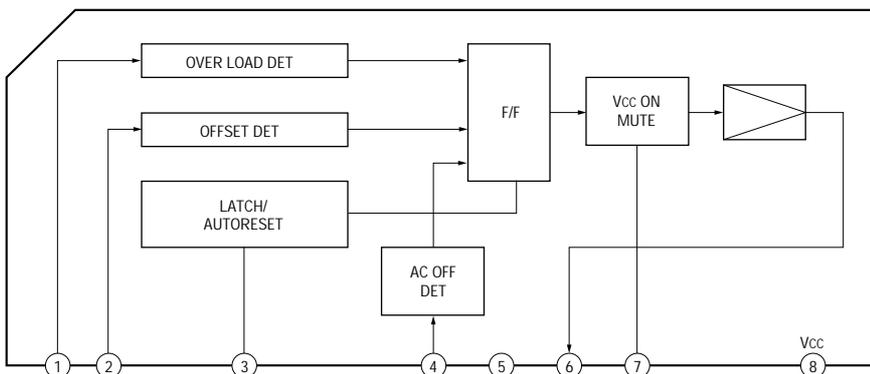 OVER LOAD DET
OFFSET DET
F/F
VCC ON
MUTE
LATCH/
AUTORESET
AC OFF
DET
VCC
1 2 3 4 5 6 7 8